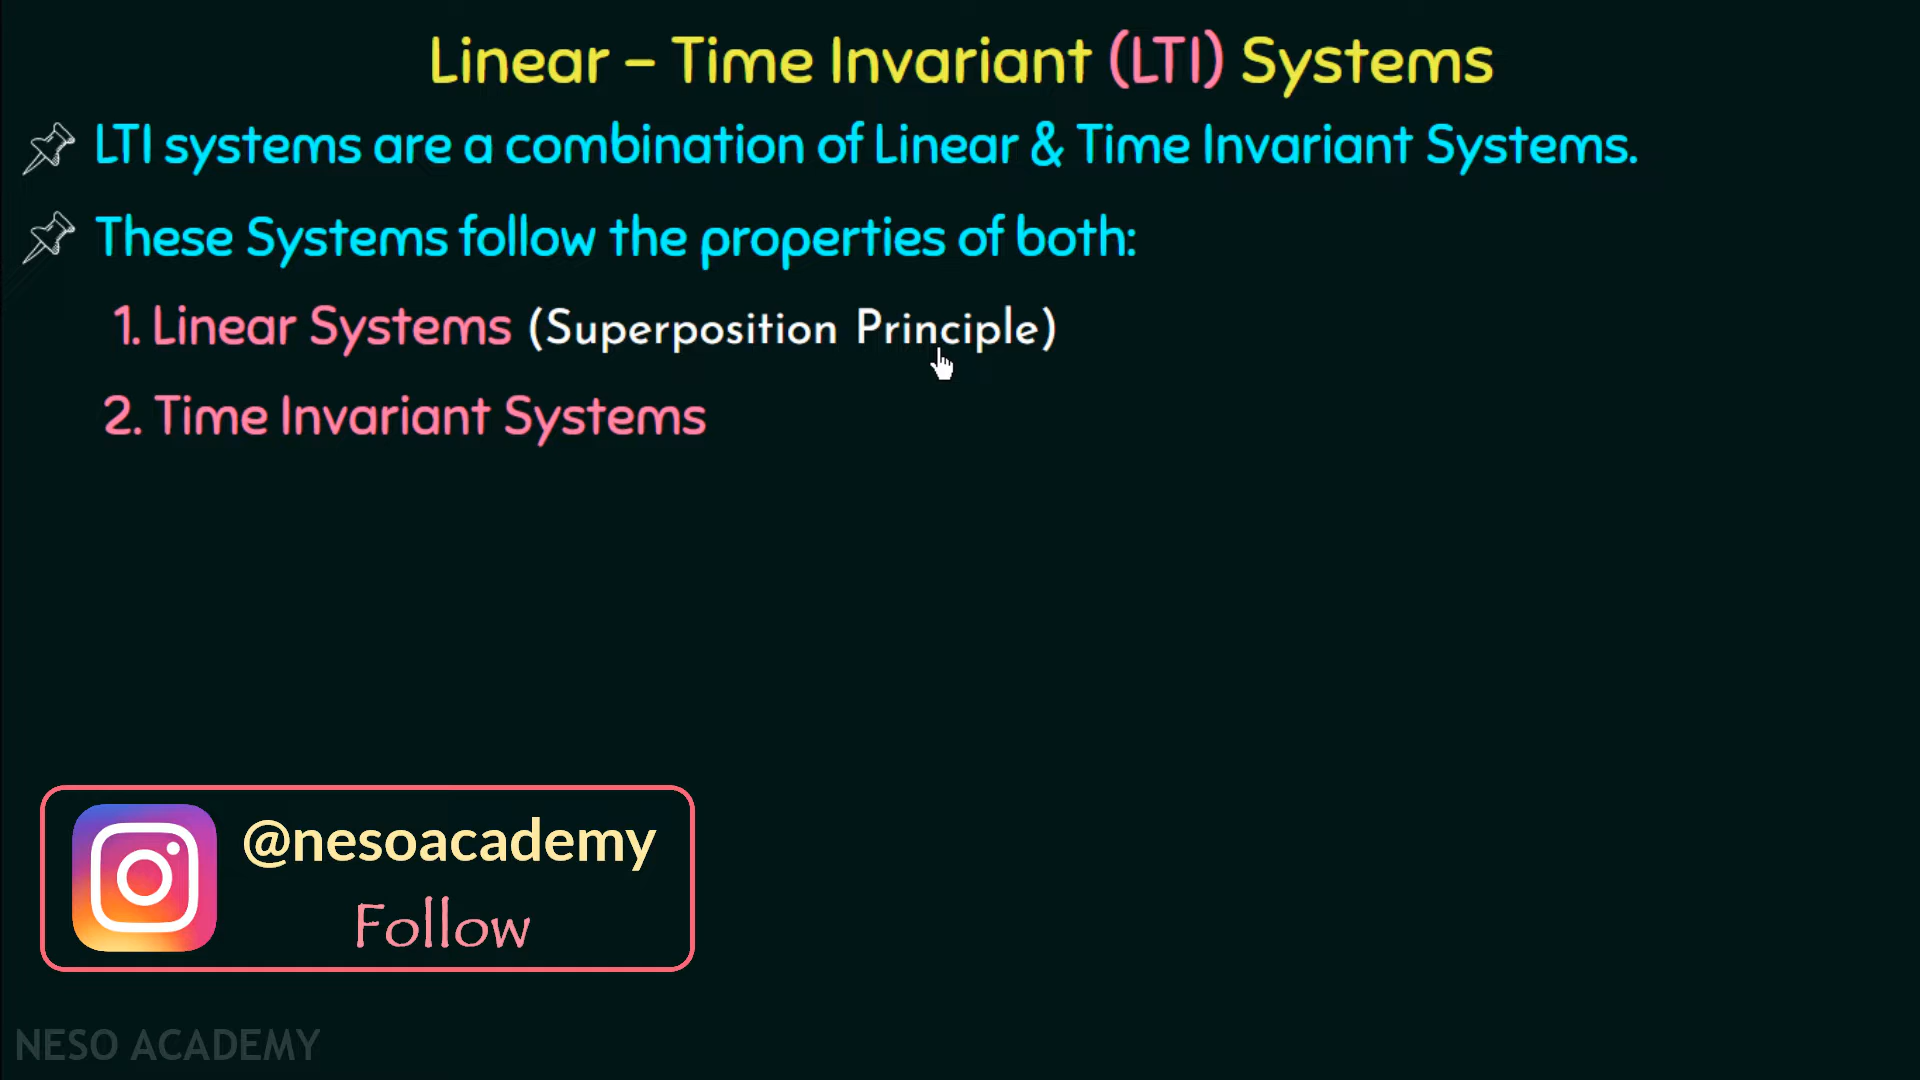 Linear – Time Invariant (LTI) Systems
LTI systems are a combination of Linear & Time Invariant Systems.
These Systems follow the properties of both:
1. Linear Systems (Superposition Principle)
2. Time Invariant Systems
@nesoacademy
Follow
NESO ACADEMY